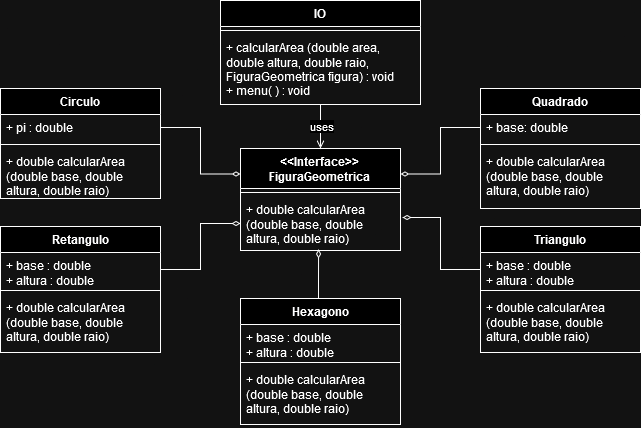 IO
+ calcularArea (double area,
double altura, double raio,
FiguraGeometrica figura) : void
+ menu( ) : void
uses
Circulo
+ pi : double
+ double calcularArea
(double base, double
altura, double raio)
<<Interface>>
FiguraGeometrica
+ double calcularArea
(double base, double
altura, double raio)
Quadrado
+ base: double
+ double calcularArea
(double base, double
altura, double raio)
Retangulo
+ base : double
+ altura : double
+ double calcularArea
(double base, double
altura, double raio)
Hexagono
+ base : double
+ altura : double
+ double calcularArea
(double base, double
altura, double raio)
Triangulo
+ base : double
+ altura : double
+ double calcularArea
(double base, double
altura, double raio)